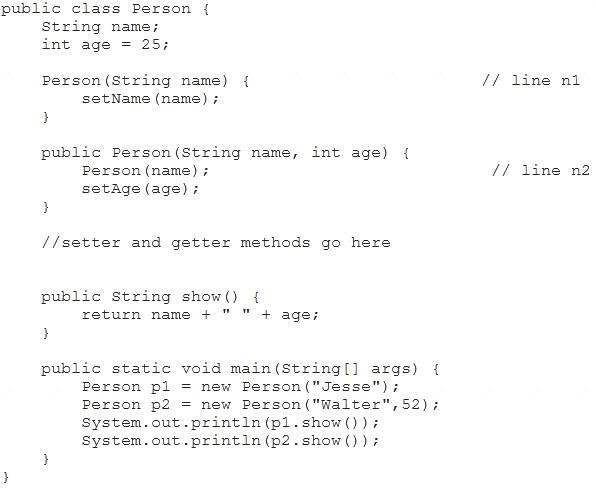 public class Person {
    String name;
    int age = 25;

    Person(String name) {                        // line n1
        setName(name);
    }

    public Person(String name, int age) {
        Person(name);                             // line n2
        setAge(age);
    }

    //setter and getter methods go here


    public String show() {
        return name + " " + age;
    }

    public static void main(String[] args) {
        Person p1 = new Person("Jesse");
        Person p2 = new Person("Walter",52);
        System.out.println(p1.show());
        System.out.println(p2.show());
    }
}